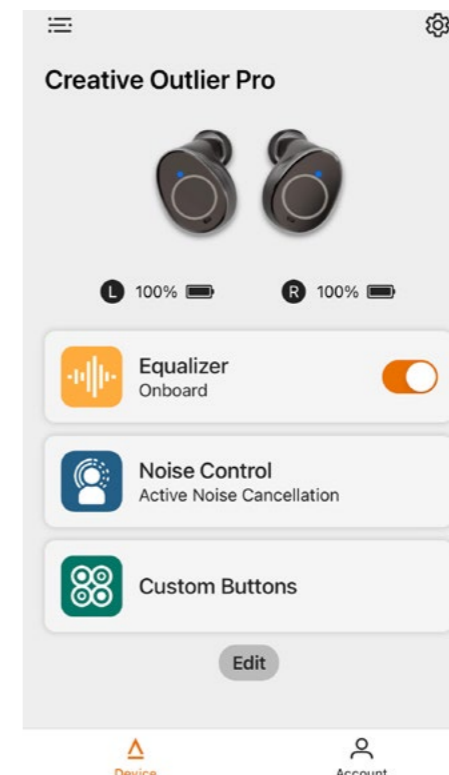 Creative Outlier Pro
L 100%
R 100%
Equalizer
Onboard
Noise Control
Active Noise Cancellation
Custom Buttons
Edit
Device
Account